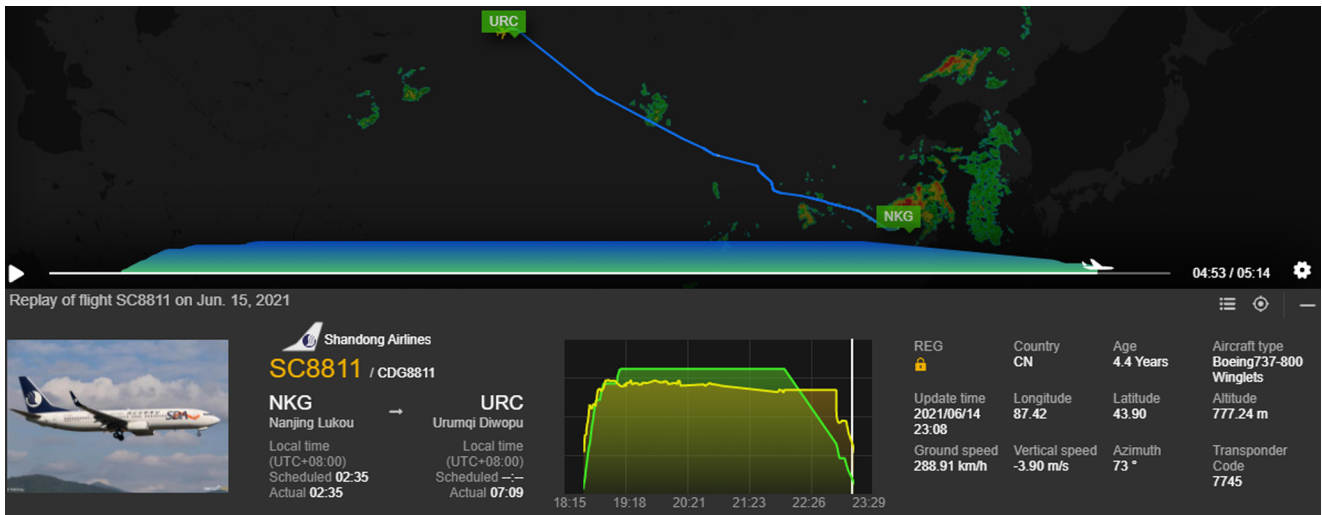 URC
NKG
04:53 / 05:14
Replay of flight SC8811 on Jun. 15, 2021
Shandong Airlines
SC8811 / CDG8811
NKG URC
Nanjing Lukou Urumqi Diwopu
Local time Local time
(UTC+08:00) (UTC+08:00)
Scheduled 02:35 Scheduled --:--
Actual 02:35 Actual 07:09
18:15 19:18 20:21 21:23 22:26 23:29
REG Country Age Aircraft type
CN 4.4 Years Boeing737-800
Winglets
Update time Longitude Latitude Altitude
2021/06/14 87.42 43.90 777.24 m
23:08
Ground speed Vertical speed Azimuth Transponder
288.91 km/h -3.90 m/s 73 ° Code
7745
SDA